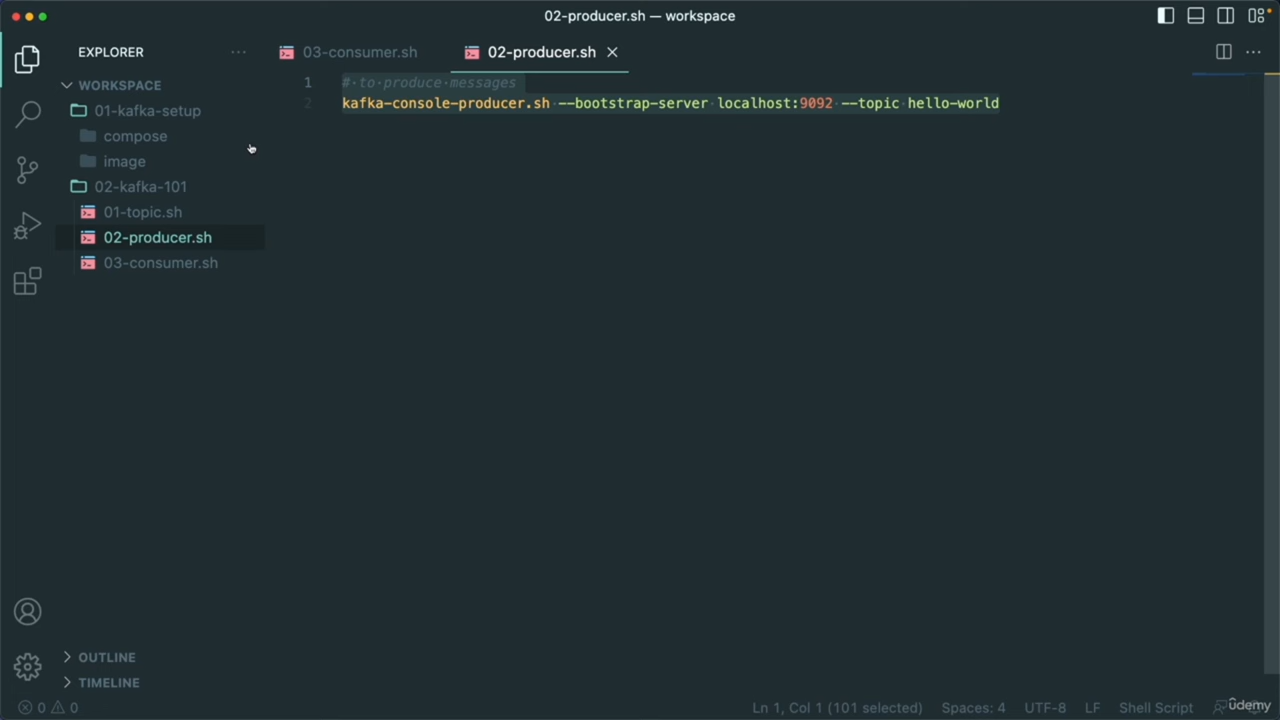 02-producer.sh — workspace
EXPLORER
03-consumer.sh
02-producer.sh
WORKSPACE
01-kafka-setup
compose
image
02-kafka-101
01-topic.sh
02-producer.sh
03-consumer.sh
1 #·to·produce·messages
2 kafka-console-producer.sh·--bootstrap-server·localhost:9092·--topic·hello-world
OUTLINE
TIMELINE
0 0
Ln 1, Col 1 (101 selected) Spaces: 4 UTF-8 LF Shell Script
udemy